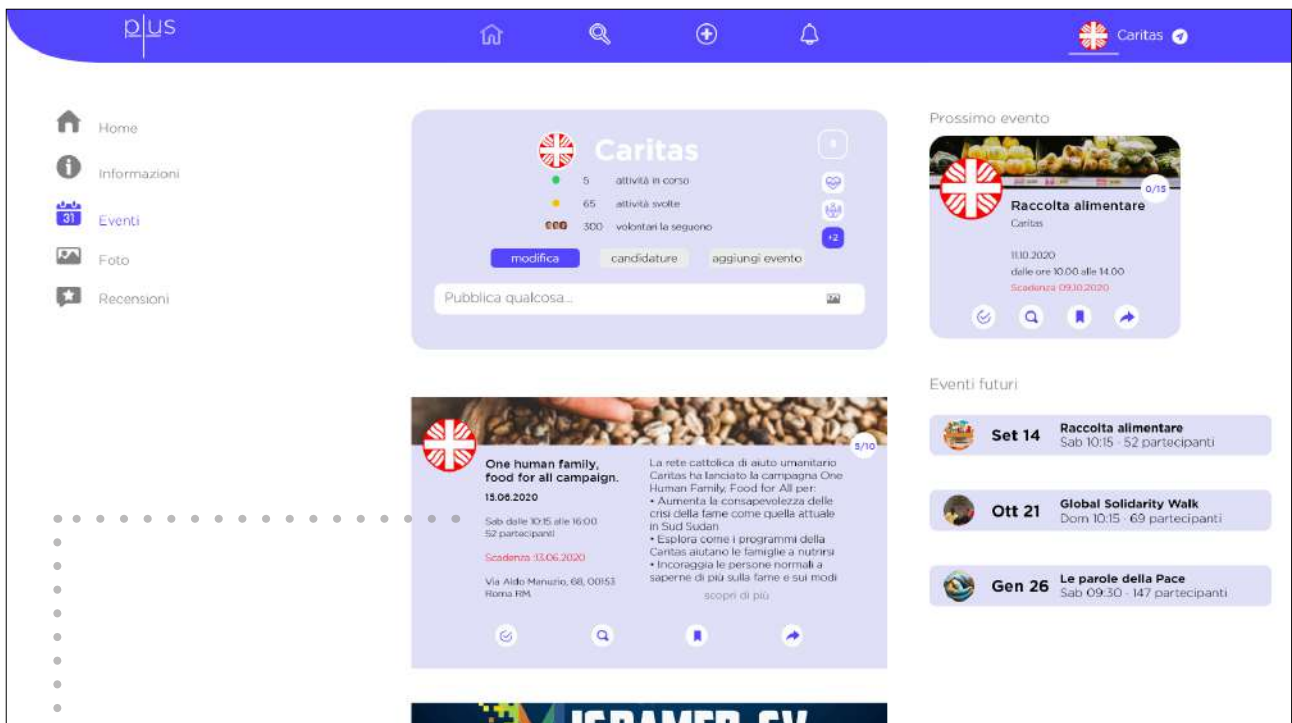 plus
Caritas
Home
Informazioni
31
Eventi
Foto
Recensioni
Caritas
5 attività in corso
65 attività svolte
300 volontari la seguono
+2
modifica candidature aggiungi evento
Pubblica qualcosa...
5/10
One human family,
food for all campaign.
13.06.2020
Sab dalle 10:15 alle 16:00
52 partecipanti
Scadenza :13.06.2020
Via Aldo Manuzio, 68, 00153
Roma RM.
La rete cattolica di aiuto umanitario
Caritas ha lanciato la campagna One
Human Family, Food for All per:
• Aumenta la consapevolezza delle
crisi della fame come quella attuale
in Sud Sudan
• Esplora come i programmi della
Caritas aiutano le famiglie a nutrirsi
• Incoraggia le persone normali a
saperne di più sulla fame e sui modi
scopri di più
Prossimo evento
0/15
Raccolta alimentare
Caritas
11.10.2020
dalle ore 10.00 alle 14.00
Scadenza 09.10.2020
Eventi futuri
Set 14 Raccolta alimentare
Sab 10:15 - 52 partecipanti
Ott 21 Global Solidarity Walk
Dom 10:15 - 69 partecipanti
Gen 26 Le parole della Pace
Sab 09:30 - 147 partecipanti